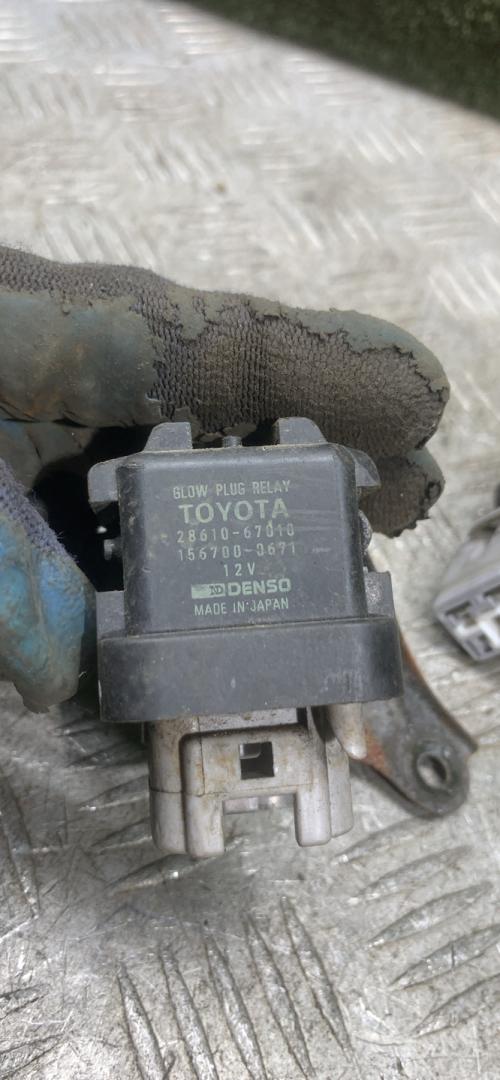 GLOW PLUG RELAY
TOYOTA
28610-67010
156700-0671
12V
DENSO
MADE IN JAPAN